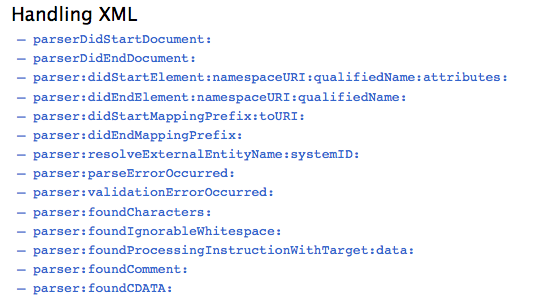 Handling XML
– parserDidStartDocument:
– parserDidEndDocument:
– parser:didStartElement:namespaceURI:qualifiedName:attributes:
– parser:didEndElement:namespaceURI:qualifiedName:
– parser:didStartMappingPrefix:toURI:
– parser:didEndMappingPrefix:
– parser:resolveExternalEntityName:systemID:
– parser:parseErrorOccurred:
– parser:validationErrorOccurred:
– parser:foundCharacters:
– parser:foundIgnorableWhitespace:
– parser:foundProcessingInstructionWithTarget:data:
– parser:foundComment:
– parser:foundCDATA: